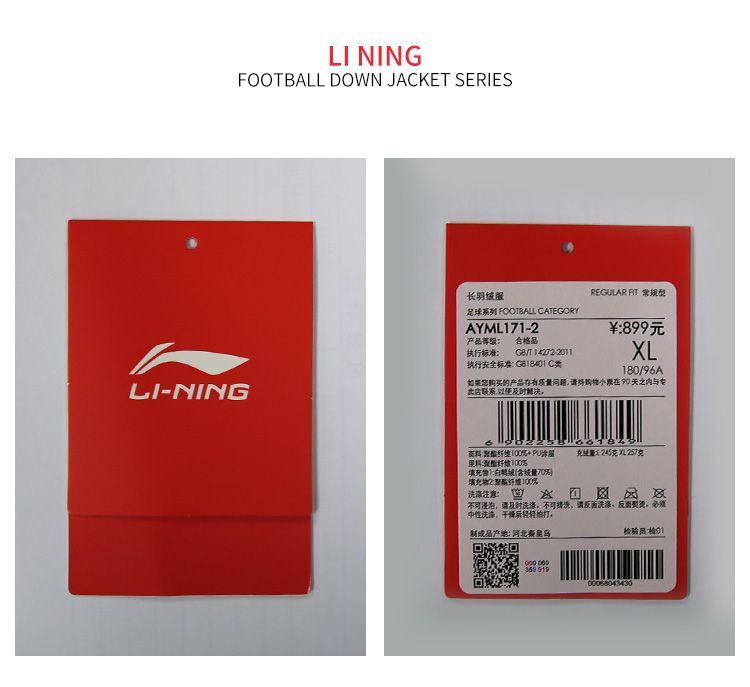 LI NING
FOOTBALL DOWN JACKET SERIES
LI-NING
长羽绒服 REGULAR FIT 常规型
足球系列 FOOTBALL CATEGORY
AYML171-2 ¥:899元
产品等级: 合格品
执行标准: GB/T 14272-2011 XL
执行安全标准: GB18401 C类 180/96A
如果您购买的产品存有质量问题, 请持购物小票在90天之内与专
卖店联系, 以便及时解决。
6 902258 661849
面料:聚酯纤维100%+PU涂层 充绒量:L 245克 XL 257克
里料:聚酯纤维100%
填充物1:白鸭绒(含绒量70%)
填充物2:聚酯纤维100%
洗涤注意:
不可浸泡, 请及时洗涤, 不可拧洗, 请反面洗涤, 反面熨烫, 必须
中性洗涤, 干燥后轻轻拍打。
制成品产地: 河北秦皇岛 检验员:检01
000 069
359 919
00068043430